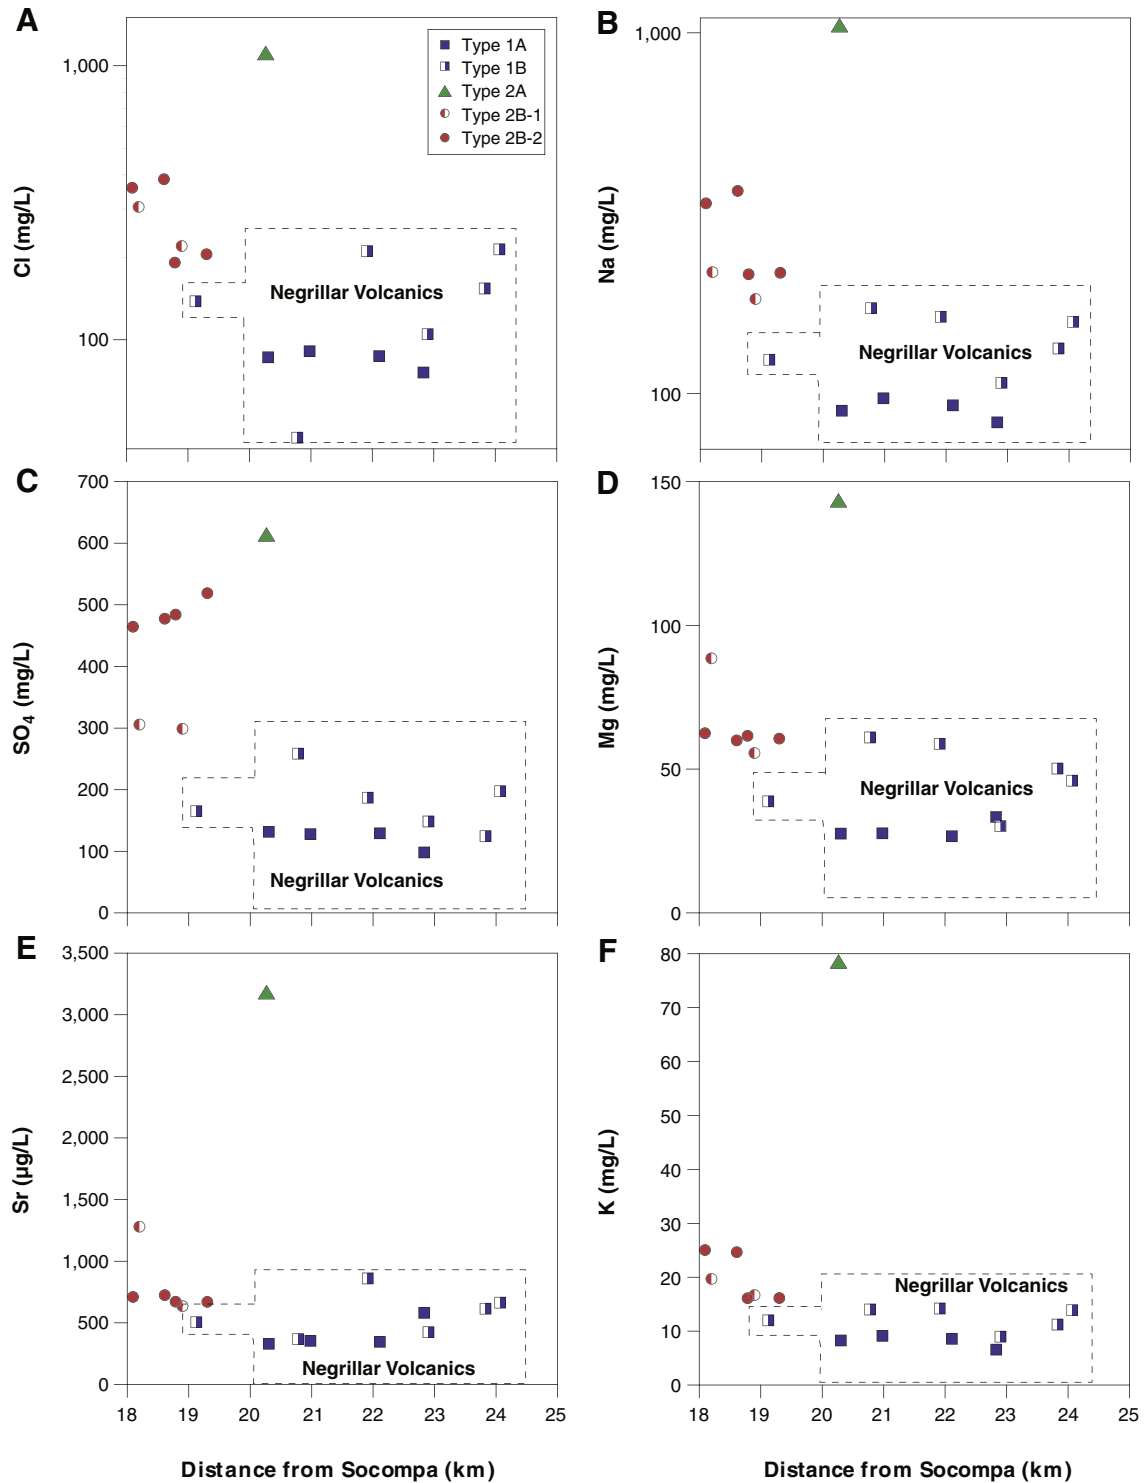 A
1,000
100
Cl (mg/L)
Type 1A
Type 1B
Type 2A
Type 2B-1
Type 2B-2
Negrillar Volcanics
B
1,000
100
Na (mg/L)
Negrillar Volcanics
C
700
600
500
400
300
200
100
0
SO4 (mg/L)
Negrillar Volcanics
D
150
100
50
0
Mg (mg/L)
Negrillar Volcanics
E
3,500
3,000
2,500
2,000
1,500
1,000
500
0
Sr (µg/L)
Negrillar Volcanics
18 19 20 21 22 23 24 25
Distance from Socompa (km)
F
80
70
60
50
40
30
20
10
0
K (mg/L)
Negrillar Volcanics
18 19 20 21 22 23 24 25
Distance from Socompa (km)